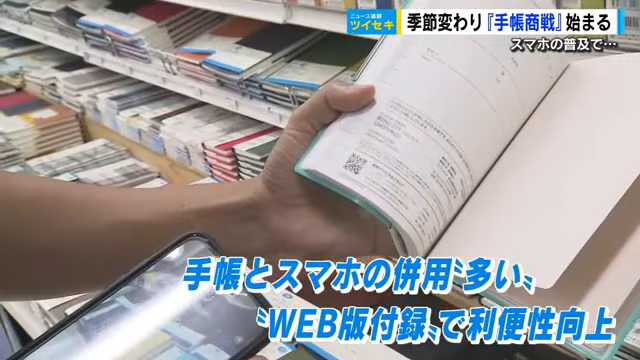 ニュース追跡
ツイセキ
季節変わり『手帳商戦』始まる
スマホの普及で…
手帳とスマホの併用〝多い〟
〝WEB版付録〟で利便性向上